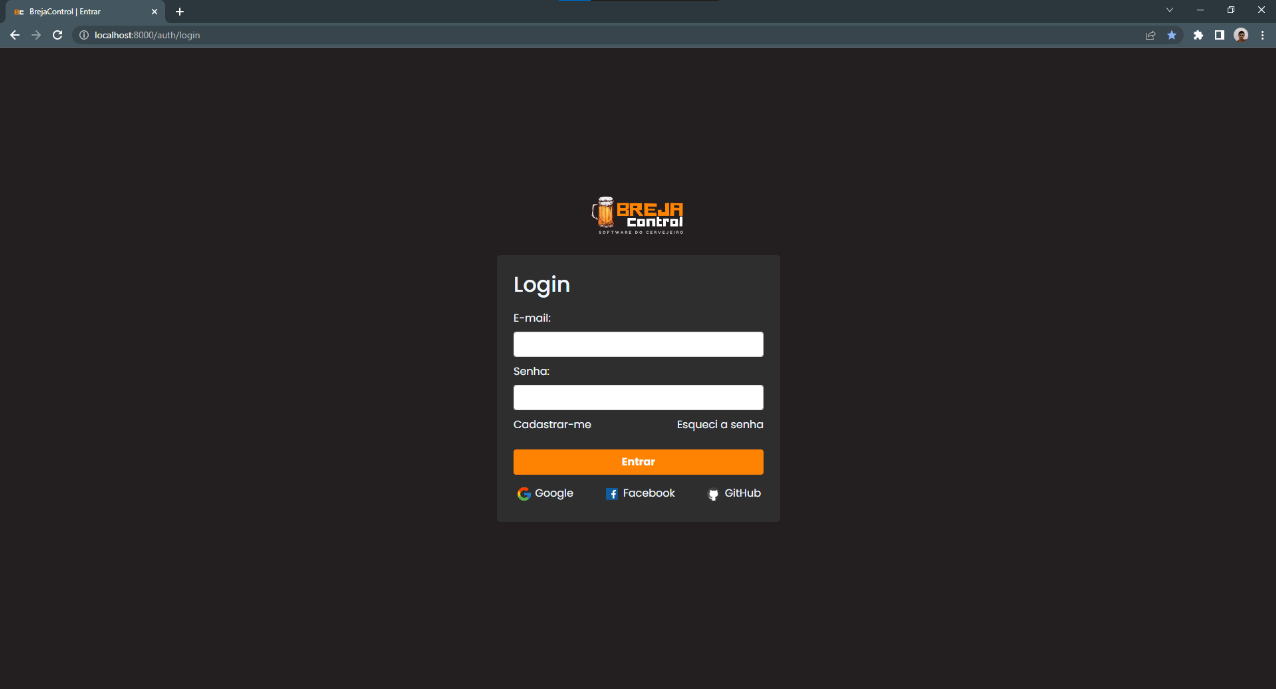 BrejaControl | Entrar
localhost:8000/auth/login
BREJA
Control
SOFTWARE DO CERVEJEIRO
Login
E-mail:
Senha:
Cadastrar-me Esqueci a senha
Entrar
Google Facebook GitHub